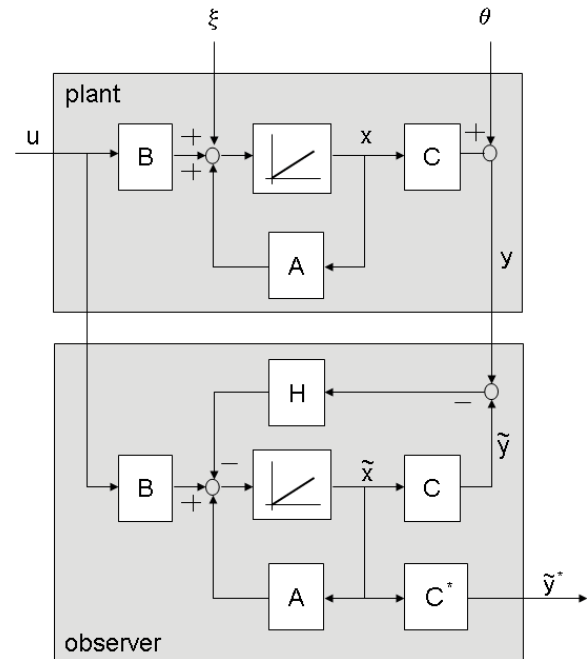 ξ θ
plant
u B + + x C +
A
y
H −
ỹ
B + − x̃ C
A C* ỹ*
observer